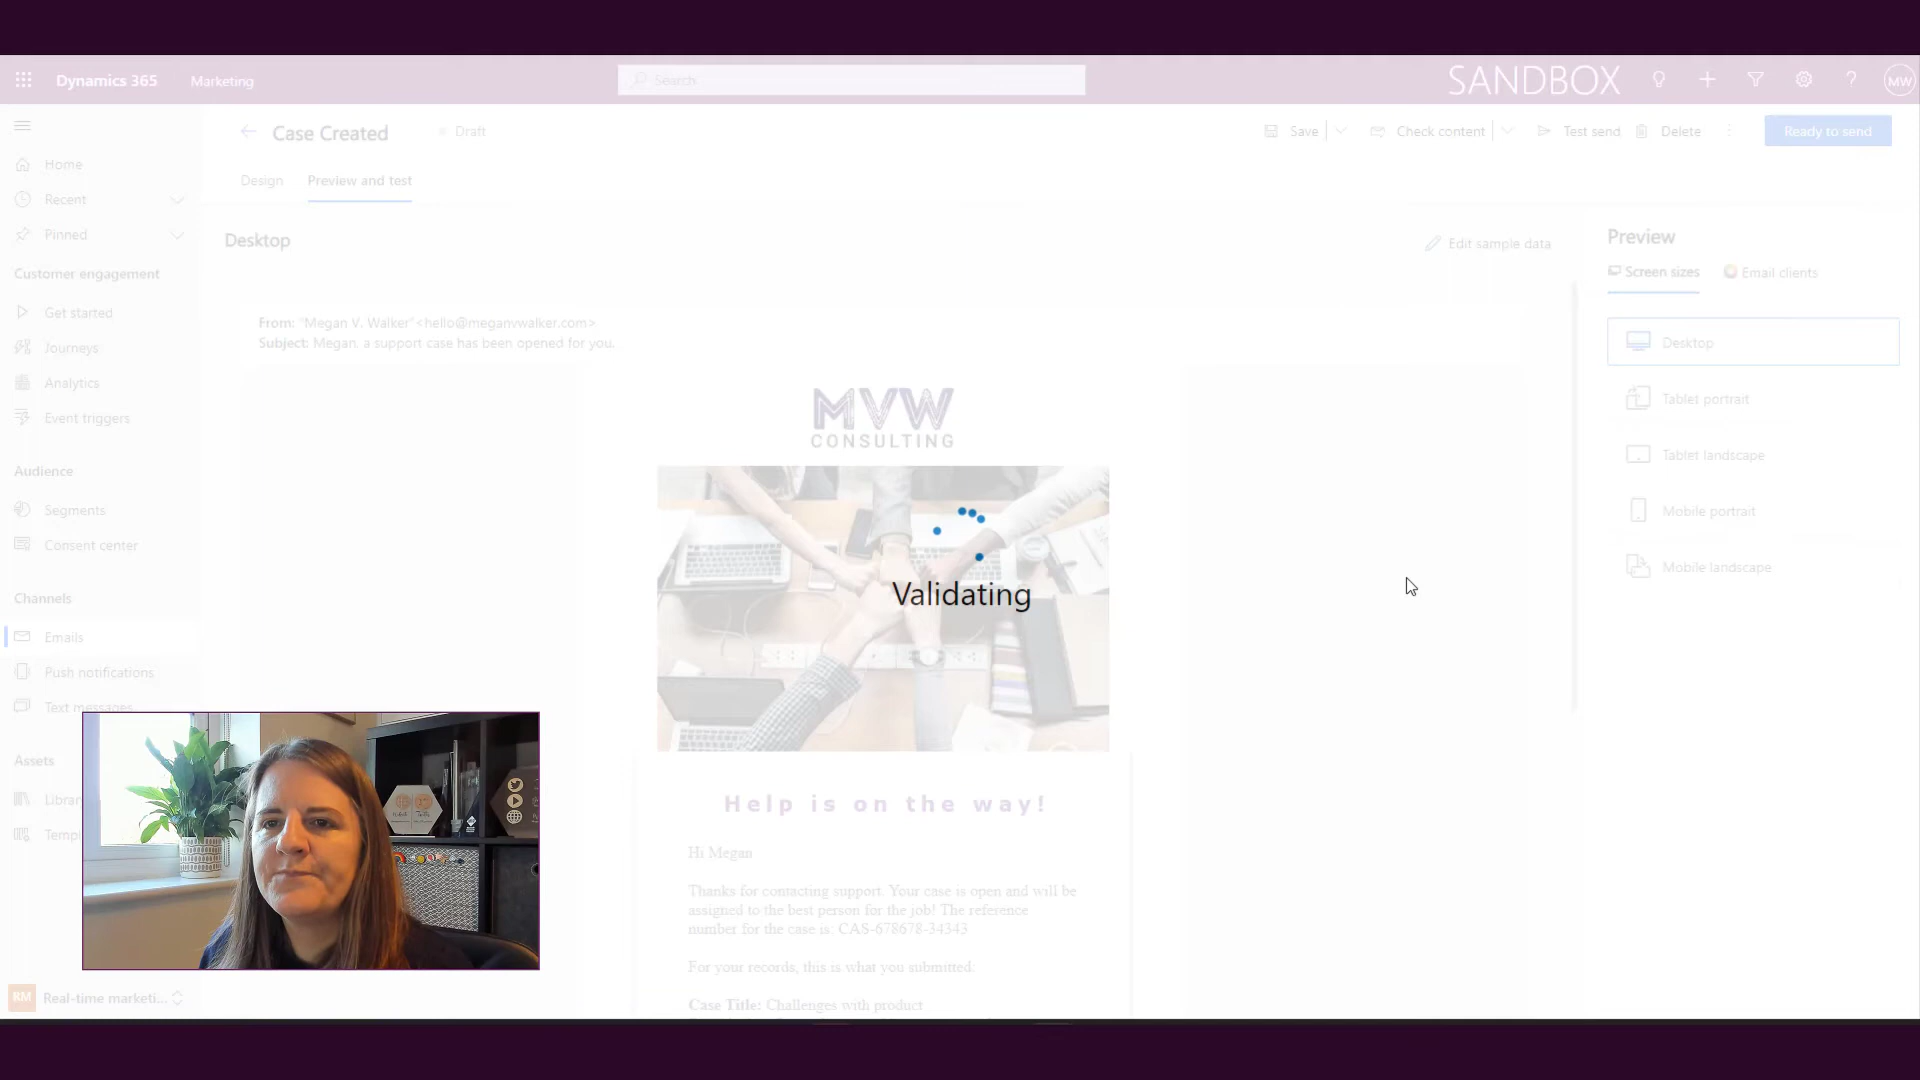 Dynamics 365
Marketing
Search
SANDBOX
MW
Case Created
Draft
Save
Check content
Test send
Delete
Ready to send
Design
Preview and test
Home
Recent
Pinned
Customer engagement
Get started
Journeys
Analytics
Event triggers
Audience
Segments
Consent center
Channels
Emails
Push notifications
Text messages
Assets
Librar
Templ
RM
Real-time marketi...
Desktop
Edit sample data
From: "Megan V. Walker"<hello@meganvwalker.com>
Subject: Megan, a support case has been opened for you.
MVW
CONSULTING
Validating
Help is on the way!
Hi Megan
Thanks for contacting support. Your case is open and will be
assigned to the best person for the job! The reference
number for the case is: CAS-678678-34343
For your records, this is what you submitted:
Case Title: Challenges with product
Preview
Screen sizes
Email clients
Desktop
Tablet portrait
Tablet landscape
Mobile portrait
Mobile landscape